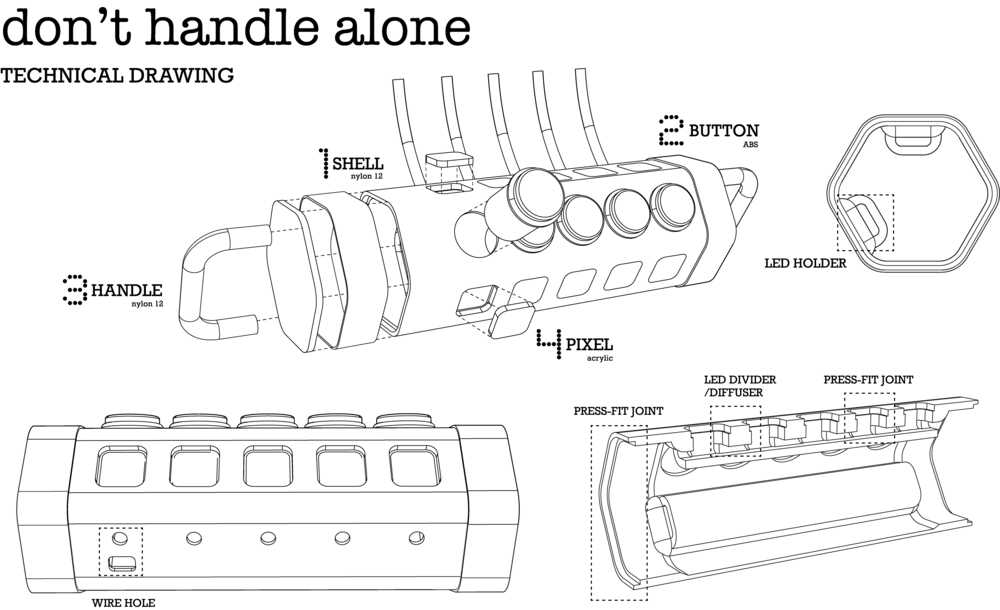 don't handle alone
TECHNICAL DRAWING
1 SHELL
nylon 12
2 BUTTON
ABS
3 HANDLE
nylon 12
LED HOLDER
4 PIXEL
acrylic
LED DIVIDER
/DIFFUSER
PRESS-FIT JOINT
PRESS-FIT JOINT
WIRE HOLE